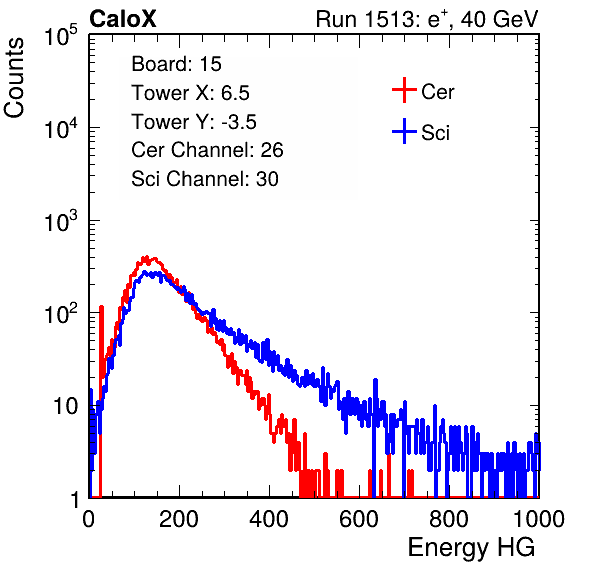 CaloX Run 1513: e⁺, 40 GeV
Board: 15
Tower X: 6.5
Tower Y: -3.5
Cer Channel: 26
Sci Channel: 30
Cer
Sci
Counts
10⁵
10⁴
10³
10²
10
1
0 200 400 600 800 1000
Energy HG